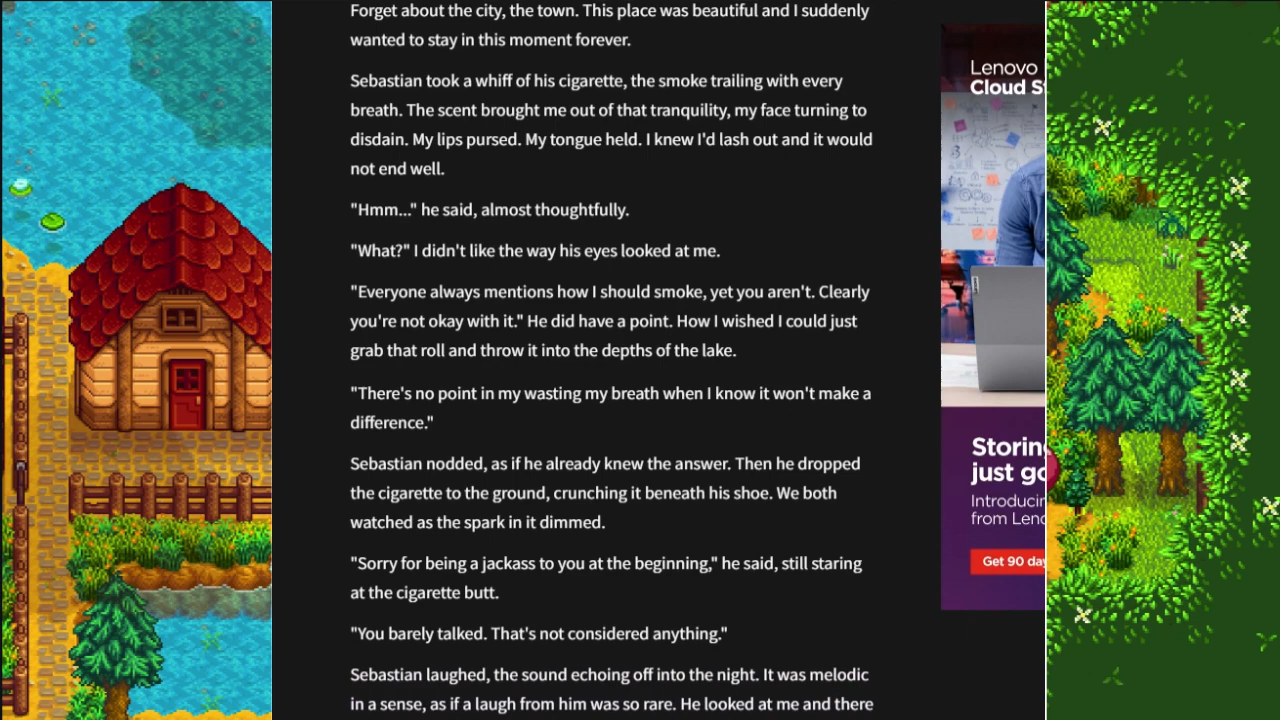 Forget about the city, the town. This place was beautiful and I suddenly
wanted to stay in this moment forever.
Sebastian took a whiff of his cigarette, the smoke trailing with every
breath. The scent brought me out of that tranquility, my face turning to
disdain. My lips pursed. My tongue held. I knew I'd lash out and it would
not end well.
"Hmm..." he said, almost thoughtfully.
"What?" I didn't like the way his eyes looked at me.
"Everyone always mentions how I should smoke, yet you aren't. Clearly
you're not okay with it." He did have a point. How I wished I could just
grab that roll and throw it into the depths of the lake.
"There's no point in my wasting my breath when I know it won't make a
difference."
Sebastian nodded, as if he already knew the answer. Then he dropped
the cigarette to the ground, crunching it beneath his shoe. We both
watched as the spark in it dimmed.
"Sorry for being a jackass to you at the beginning," he said, still staring
at the cigarette butt.
"You barely talked. That's not considered anything."
Sebastian laughed, the sound echoing off into the night. It was melodic
in a sense, as if a laugh from him was so rare. He looked at me and there
Lenovo
Cloud S
Storin
just go
Introducin
from Leno
Get 90 day